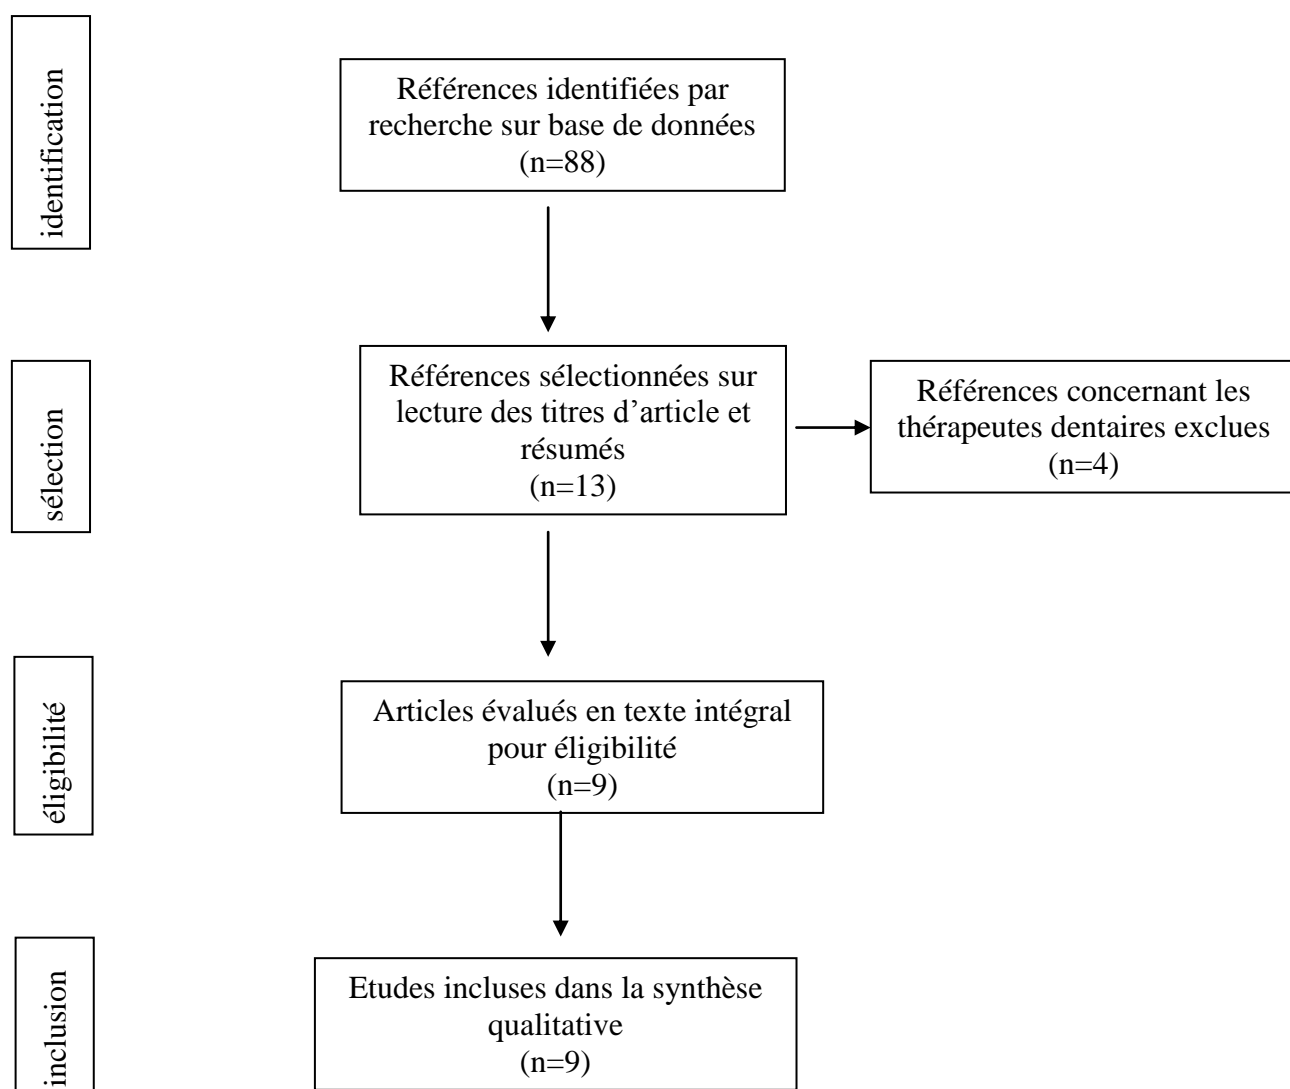 identification
Références identifiées par
recherche sur base de données
(n=88)
sélection
Références sélectionnées sur
lecture des titres d’article et
résumés
(n=13)
Références concernant les
thérapeutes dentaires exclues
(n=4)
éligibilité
Articles évalués en texte intégral
pour éligibilité
(n=9)
inclusion
Etudes incluses dans la synthèse
qualitative
(n=9)